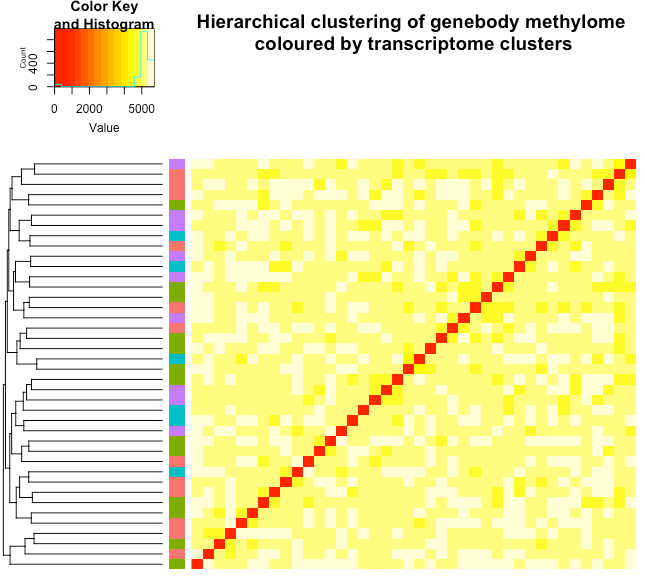 Color Key
and Histogram
Count
0 400
0 2000 5000
Value
Hierarchical clustering of genebody methylome
coloured by transcriptome clusters